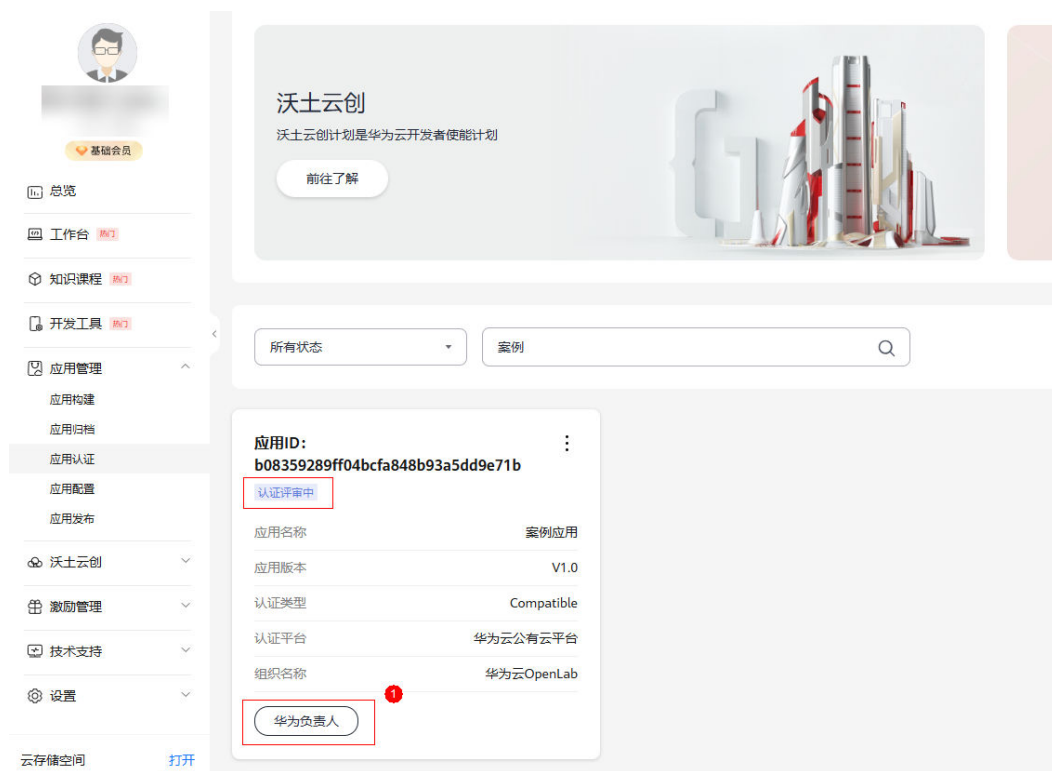 基础会员
总览
工作台 热门
知识课程 热门
开发工具 热门
应用管理
应用构建
应用归档
应用认证
应用配置
应用发布
沃土云创
激励管理
技术支持
设置
云存储空间 打开
沃土云创
沃土云创计划是华为云开发者使能计划
前往了解
所有状态
案例
应用ID:
b08359289ff04bcfa848b93a5dd9e71b
认证评审中
应用名称 案例应用
应用版本 V1.0
认证类型 Compatible
认证平台 华为云公有云平台
组织名称 华为云OpenLab
1
华为负责人